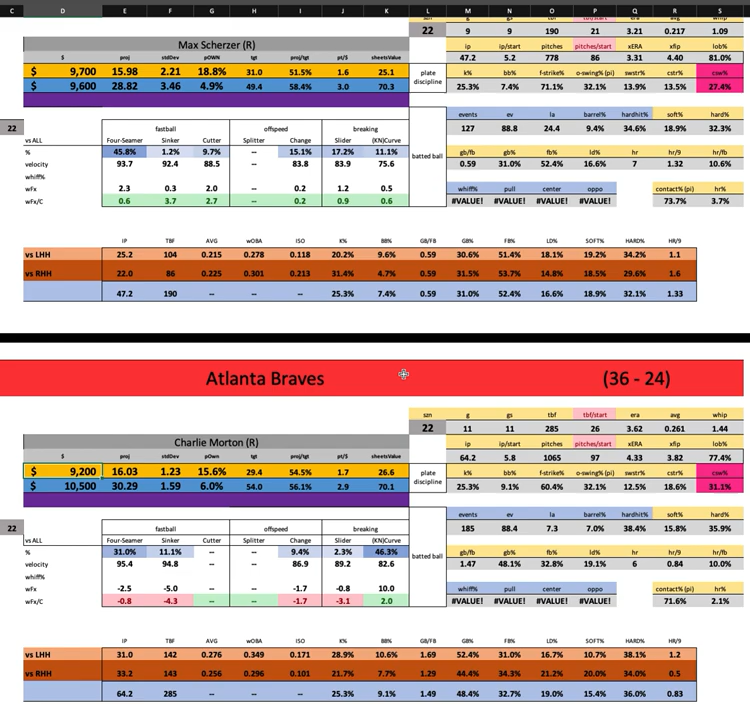 C D E F G H I J K L M N O P Q R S
szn g gs tbf tbf/start era avg whip
22 9 9 190 21 3.21 0.217 1.09
Max Scherzer (R) ip ip/start pitches pitches/start xERA xfip lob%
47.2 5.2 778 86 3.31 4.40 81.0%
$ proj stdDev pOWN tgt proj/tgt pt/$ sheetsValue
$ 9,700 15.98 2.21 18.8% 31.0 51.5% 1.6 25.1 plate discipline k% bb% f-strike% o-swing% (pi) swstr% cstr% csw%
$ 9,600 28.82 3.46 4.9% 49.4 58.4% 3.0 70.3 25.3% 7.4% 71.1% 32.1% 13.9% 13.5% 27.4%
events ev la barrel% hardhit% soft% hard%
22 fastball offspeed breaking 127 88.8 24.4 9.4% 34.6% 18.9% 32.3%
vs ALL Four-Seamer Sinker Cutter Splitter Change Slider (KN)Curve
% 45.8% 1.2% 9.7% -- 15.1% 17.2% 11.1% batted ball gb/fb gb% fb% ld% hr hr/9 hr/fb
velocity 93.7 92.4 88.5 -- 83.8 83.9 75.6 0.59 31.0% 52.4% 16.6% 7 1.32 10.6%
whiff%
wFx 2.3 0.3 2.0 -- 0.2 1.2 0.5 whiff% pull center oppo contact% (pi) hr%
wFx/C 0.6 3.7 2.7 -- 0.2 0.9 0.6 #VALUE! #VALUE! #VALUE! #VALUE! 73.7% 3.7%
IP TBF AVG wOBA ISO K% BB% GB/FB GB% FB% LD% SOFT% HARD% HR/9
vs LHH 25.2 104 0.215 0.278 0.118 20.2% 9.6% 0.59 30.6% 51.4% 18.1% 19.2% 34.2% 1.1
vs RHH 22.0 86 0.225 0.301 0.213 31.4% 4.7% 0.59 31.5% 53.7% 14.8% 18.5% 29.6% 1.6
47.2 190 -- -- -- 25.3% 7.4% 0.59 31.0% 52.4% 16.6% 18.9% 32.1% 1.33
Atlanta Braves (36 - 24)
szn g gs tbf tbf/start era avg whip
22 11 11 285 26 3.62 0.261 1.44
Charlie Morton (R) ip ip/start pitches pitches/start xERA xfip lob%
$ proj stdDev pOwn tgt proj/tgt pt/$ sheetsValue 64.2 5.8 1065 97 4.33 3.82 77.4%
$ 9,200 16.03 1.23 15.6% 29.4 54.5% 1.7 26.6 plate discipline k% bb% f-strike% o-swing% (pi) swstr% cstr% csw%
$ 10,500 30.29 1.59 6.0% 54.0 56.1% 2.9 70.1 25.3% 9.1% 60.4% 32.1% 12.5% 18.6% 31.1%
events ev la barrel% hardhit% soft% hard%
22 fastball offspeed breaking 185 88.4 7.3 7.0% 38.4% 15.8% 35.9%
vs ALL Four-Seamer Sinker Cutter Splitter Change Slider (KN)Curve
% 31.0% 11.1% -- -- 9.4% 2.3% 46.3% batted ball gb/fb gb% fb% ld% hr hr/9 hr/fb
velocity 95.4 94.8 -- -- 86.9 89.2 82.6 1.47 48.1% 32.8% 19.1% 6 0.84 10.0%
whiff%
wFx -2.5 -5.0 -- -- -1.7 -0.8 10.0 whiff% pull center oppo contact% (pi) hr%
wFx/C -0.8 -4.3 -- -- -1.7 -3.1 2.0 #VALUE! #VALUE! #VALUE! #VALUE! 71.6% 2.1%
IP TBF AVG wOBA ISO K% BB% GB/FB GB% FB% LD% SOFT% HARD% HR/9
vs LHH 31.0 142 0.276 0.349 0.171 28.9% 10.6% 1.69 52.4% 31.0% 16.7% 10.7% 38.1% 1.2
vs RHH 33.2 143 0.256 0.296 0.101 21.7% 7.7% 1.29 44.4% 34.3% 21.2% 20.0% 34.0% 0.5
64.2 285 -- -- -- 25.3% 9.1% 1.49 48.4% 32.7% 19.0% 15.4% 36.0% 0.83